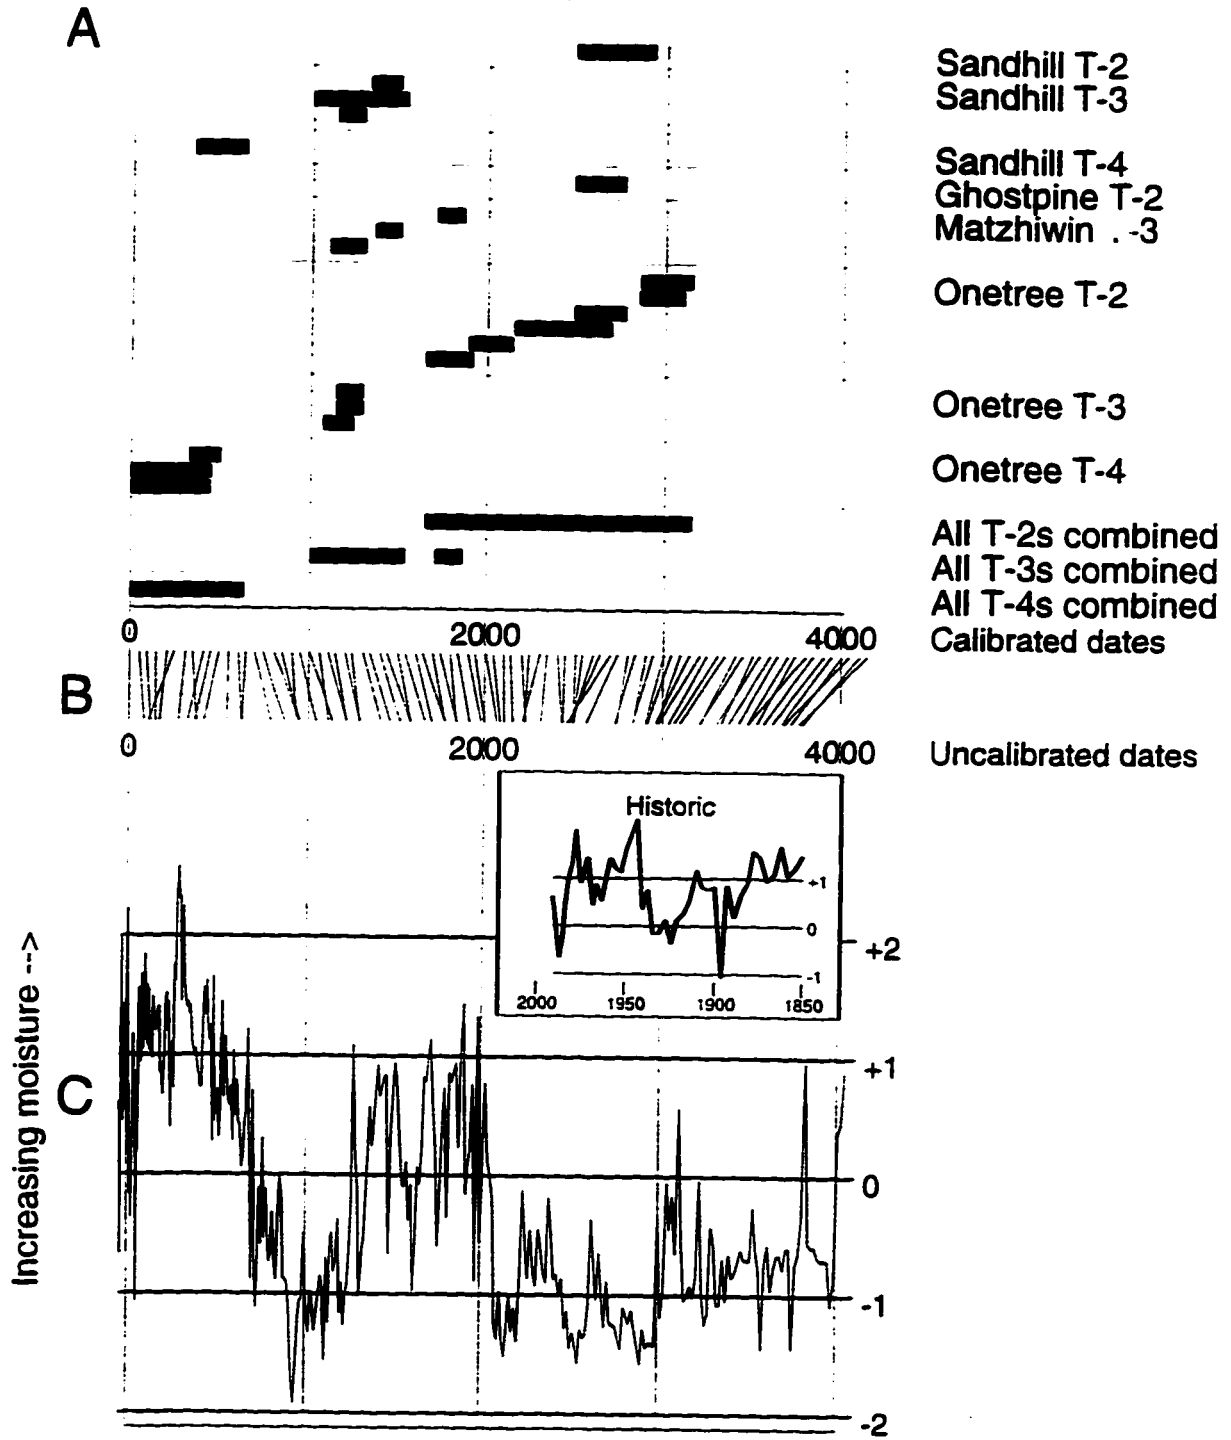 A
Sandhill T-2
Sandhill T-3
Sandhill T-4
Ghostpine T-2
Matzhiwin . -3
Onetree T-2
Onetree T-3
Onetree T-4
All T-2s combined
All T-3s combined
All T-4s combined
0 2000 4000 Calibrated dates
B
0 2000 4000 Uncalibrated dates
Historic
+1
0
-1
2000 1950 1900 1850
C
Increasing moisture -->
+2
+1
0
-1
-2